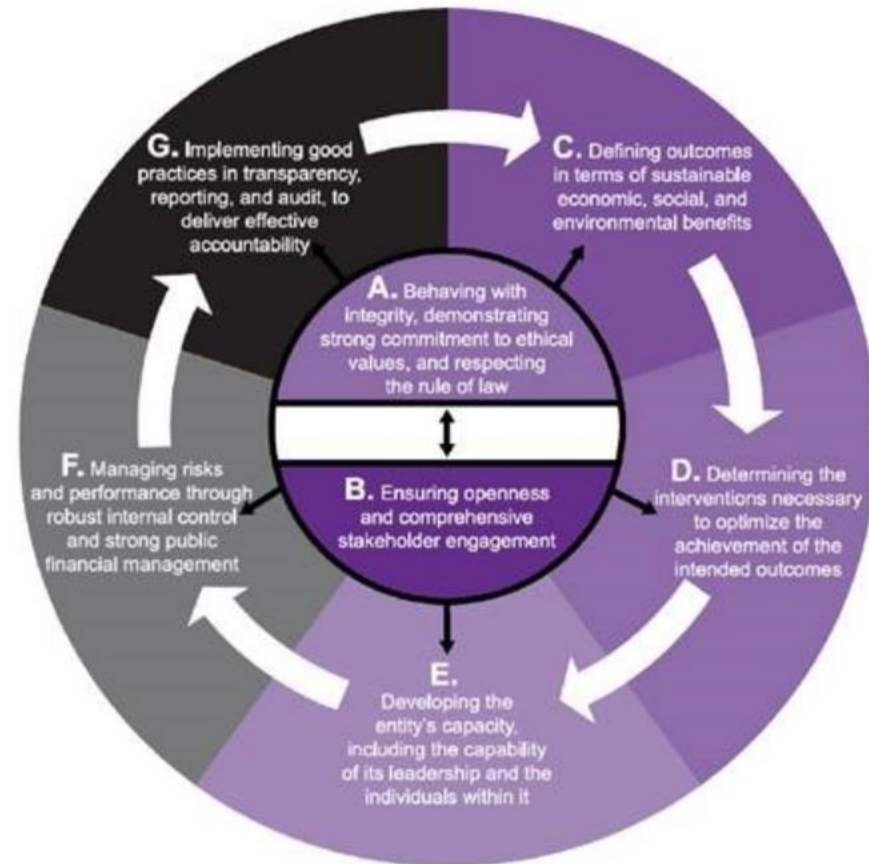 G. Implementing good
practices in transparency,
reporting, and audit, to
deliver effective
accountability
C. Defining outcomes
in terms of sustainable
economic, social, and
environmental benefits
A. Behaving with
integrity, demonstrating
strong commitment to ethical
values, and respecting
the rule of law
B. Ensuring openness
and comprehensive
stakeholder engagement
D. Determining the
interventions necessary
to optimize the
achievement of the
intended outcomes
E.
Developing the
entity's capacity,
including the capability
of its leadership and the
individuals within it
F. Managing risks
and performance through
robust internal control
and strong public
financial management